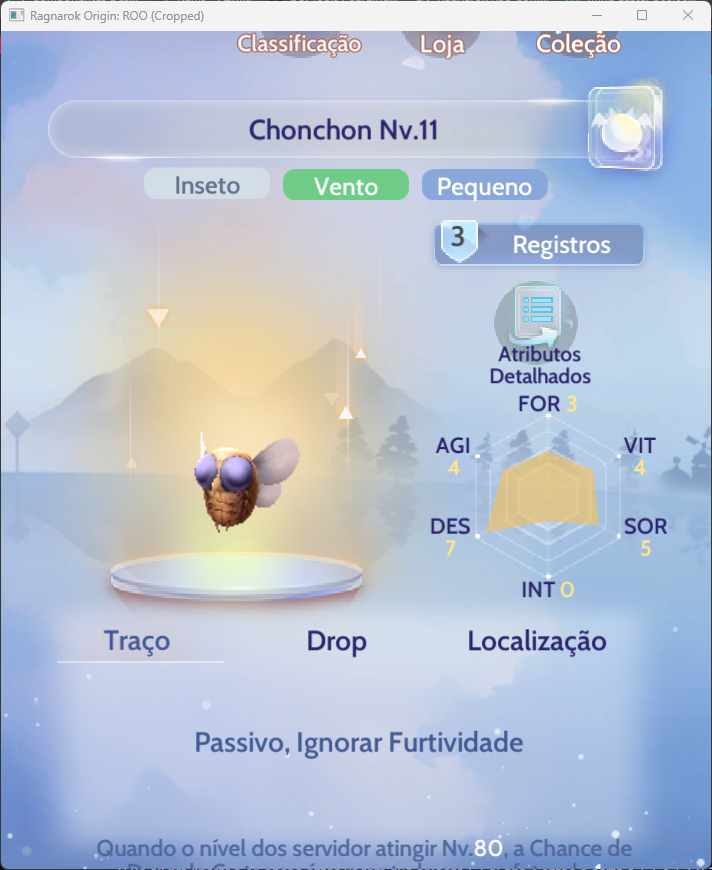 Ragnarok Origin: ROO (Cropped)
Classificação
Loja
Coleção
Chonchon Nv.11
Inseto
Vento
Pequeno
3
Registros
Atributos
Detalhados
FOR 3
AGI
4
VIT
4
DES
7
SOR
5
INT 0
Traço
Drop
Localização
Passivo, Ignorar Furtividade
Quando o nível dos servidor atingir Nv.80, a Chance de